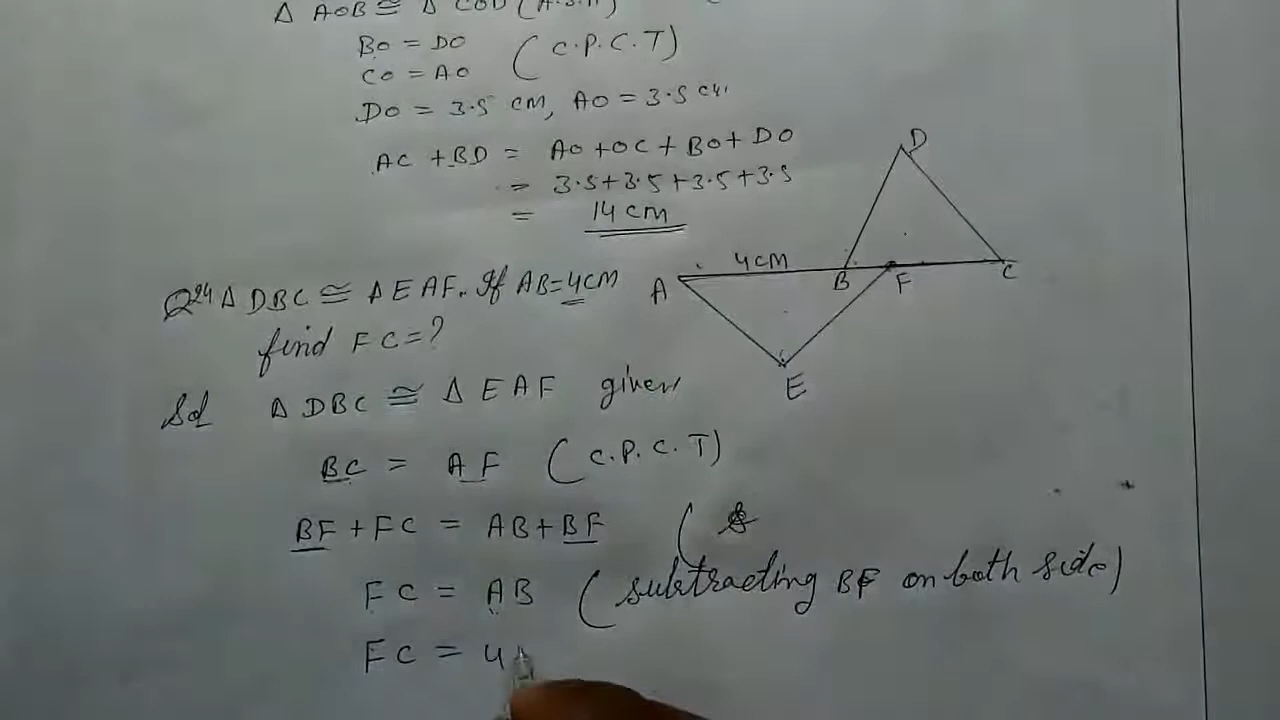 Δ AOB ≅ Δ COD (A.S.A)
BO = DO (C.P.C.T)
CO = AO
DO = 3.5 cm, AO = 3.5 cm
AC + BD = AO + OC + BO + DO
= 3.5+3.5+3.5+3.5
= 14 cm
Q24 Δ DBC ≅ Δ EAF. If AB=4cm
find FC=?
D
4cm
A
B
F
C
E
Sol Δ DBC ≅ Δ EAF given
BC = AF (C.P.C.T)
BF + FC = AB + BF (
FC = AB (subtracting BF on both side)
FC = 4